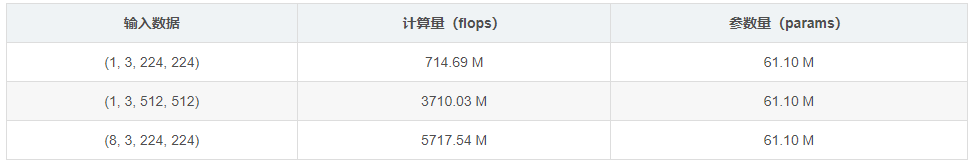 输入数据 计算量（flops） 参数量（params）
(1, 3, 224, 224) 714.69 M 61.10 M
(1, 3, 512, 512) 3710.03 M 61.10 M
(8, 3, 224, 224) 5717.54 M 61.10 M